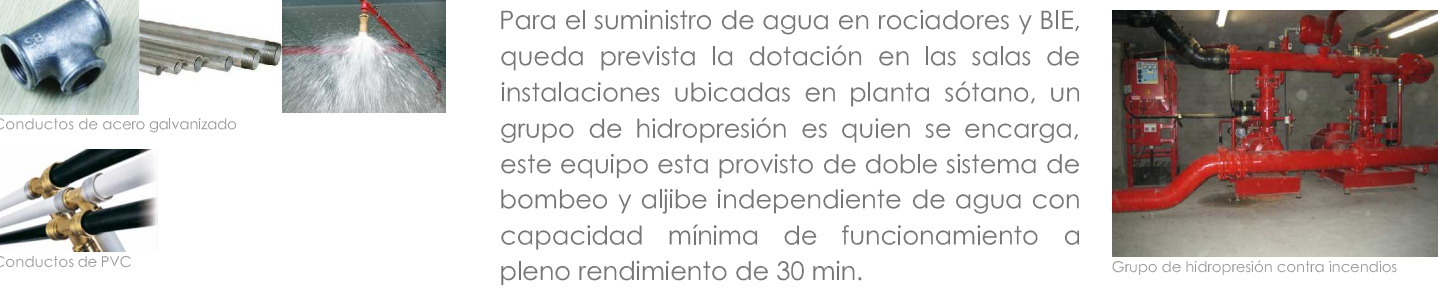 Conductos de acero galvanizado
Conductos de PVC
Para el suministro de agua en rociadores y BIE,
queda prevista la dotación en las salas de
instalaciones ubicadas en planta sótano, un
grupo de hidropresión es quien se encarga,
este equipo esta provisto de doble sistema de
bombeo y aljibe independiente de agua con
capacidad mínima de funcionamiento a
pleno rendimiento de 30 min.
Grupo de hidropresión contra incendios